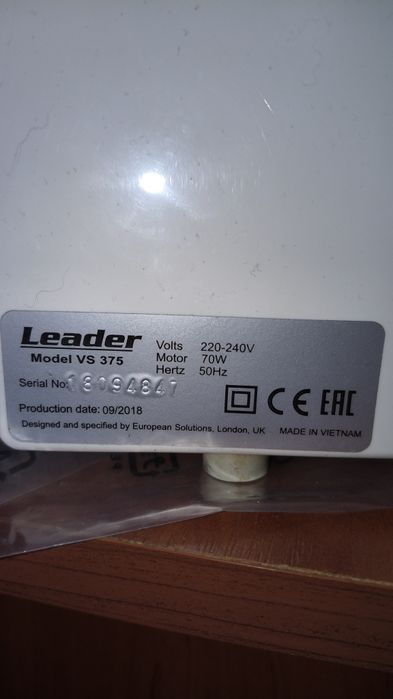 Leader
Model VS 375
Volts 220-240V
Motor 70W
Hertz 50Hz
Serial No: 18094847
Production date: 09/2018
CE EAC
Designed and specified by European Solutions, London, UK MADE IN VIETNAM